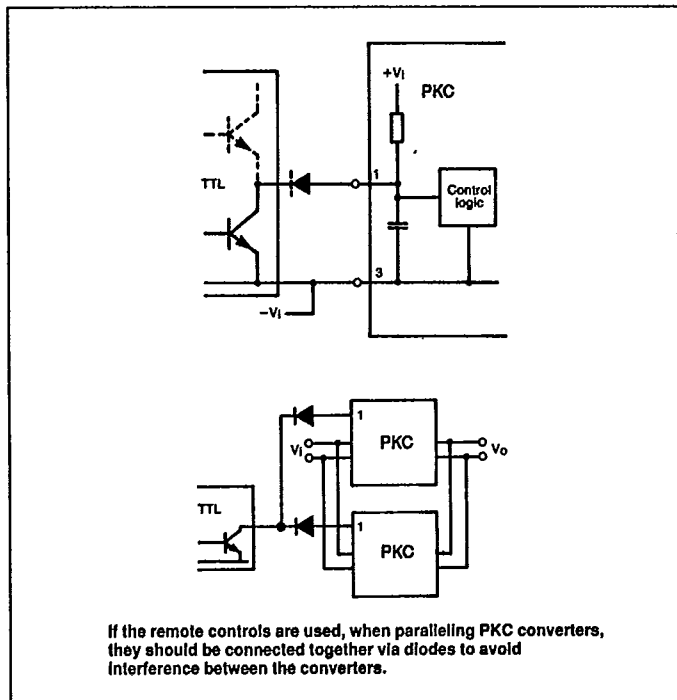 +Vi
PKC
TTL
1
Control
logic
3
−Vi
1
PKC
Vi
Vo
TTL
1
PKC
If the remote controls are used, when paralleling PKC converters,
they should be connected together via diodes to avoid
interference between the converters.